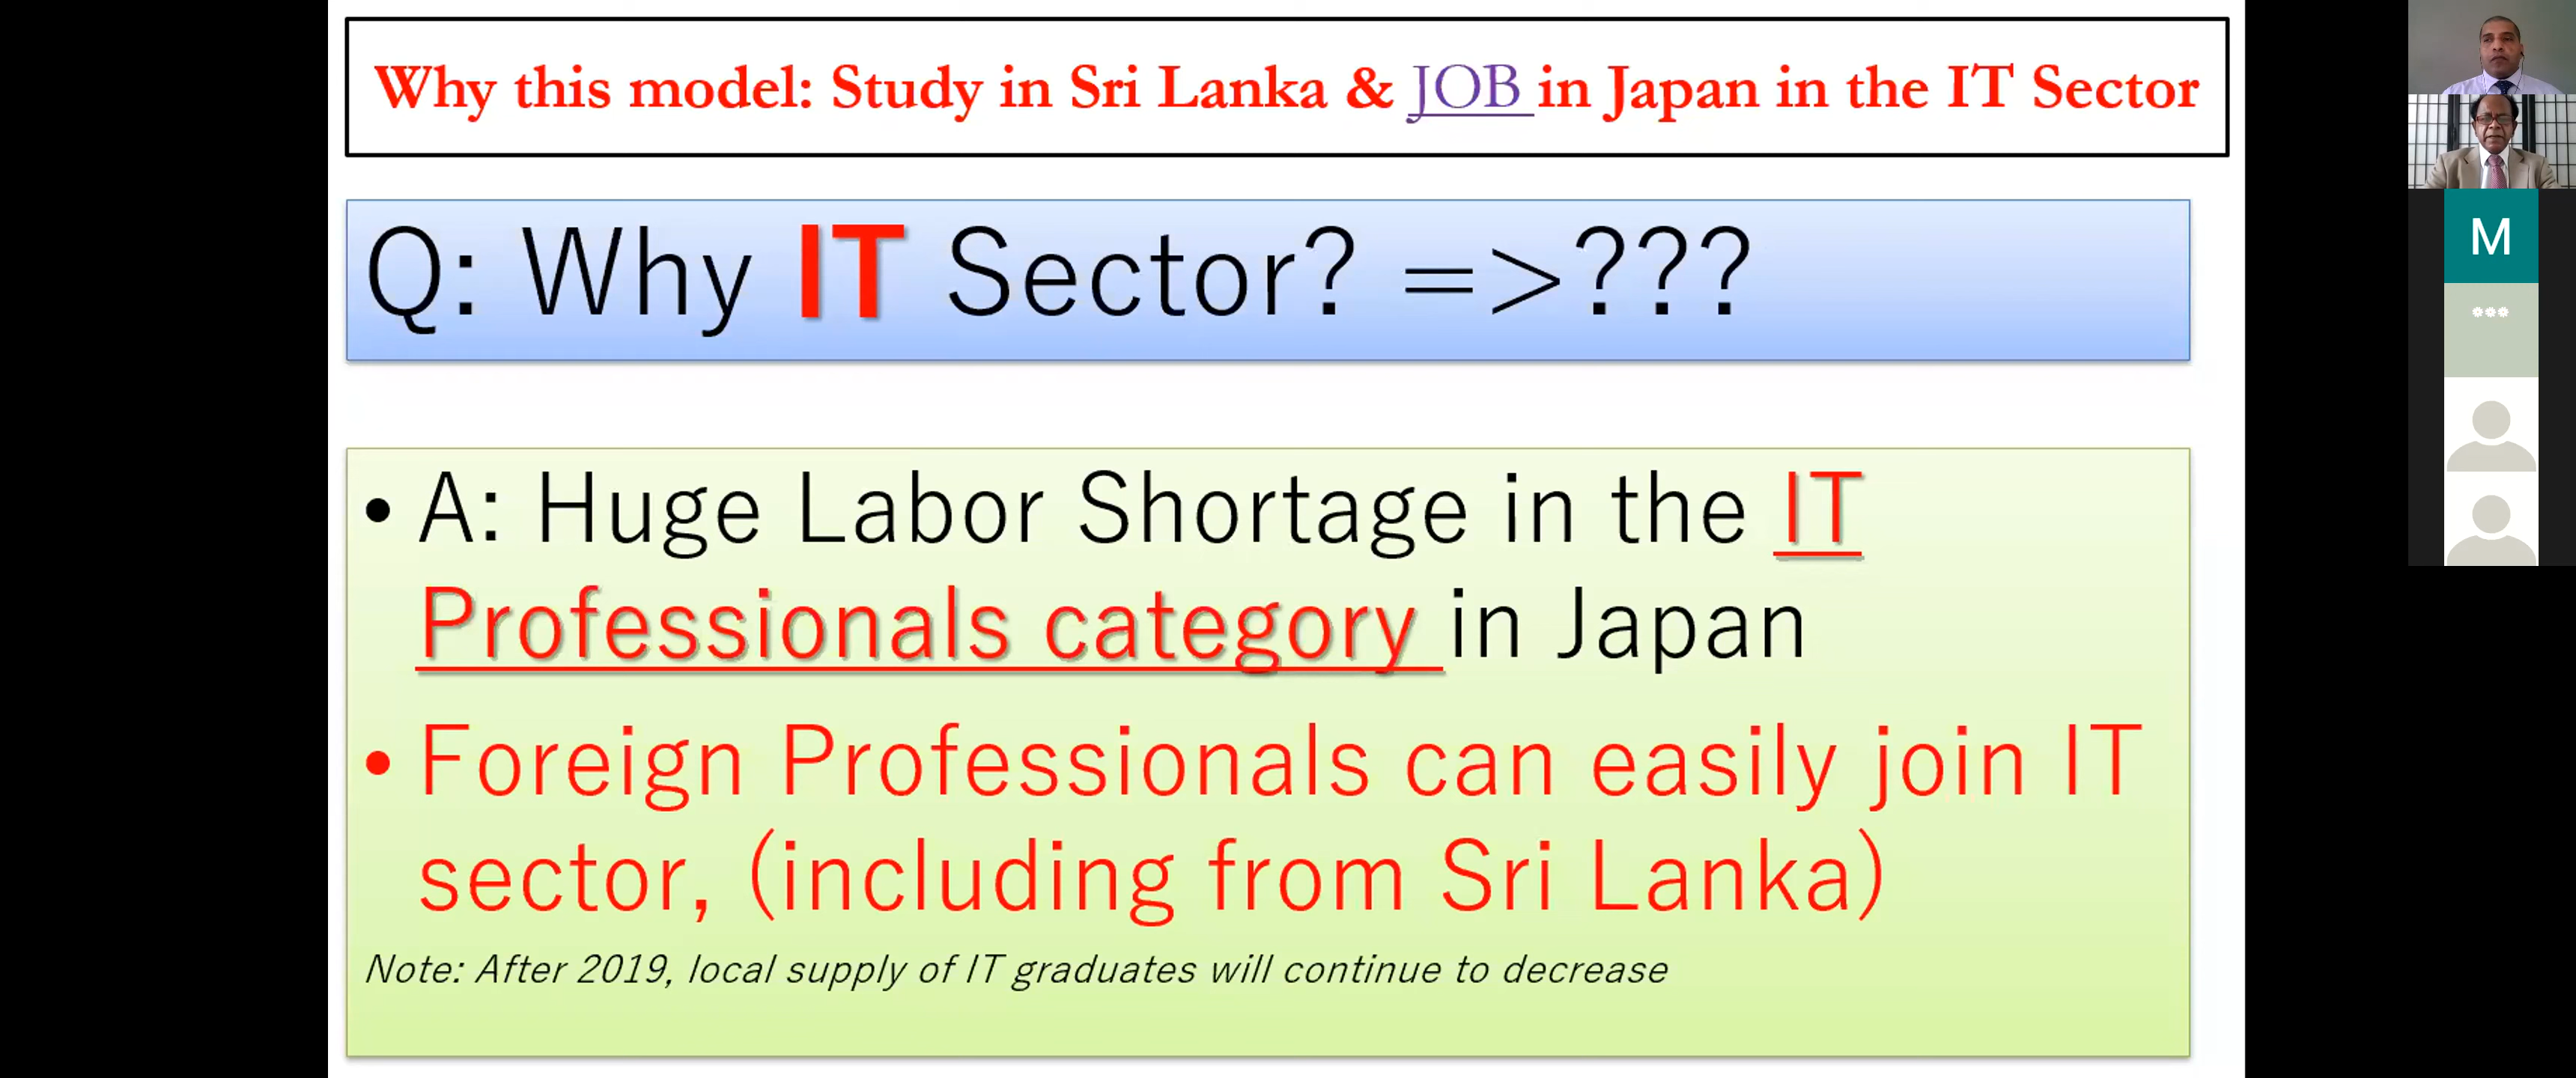 Why this model: Study in Sri Lanka & JOB in Japan in the IT Sector
Q: Why IT Sector? =>???
• A: Huge Labor Shortage in the IT
Professionals category in Japan
• Foreign Professionals can easily join IT
sector, (including from Sri Lanka)
Note: After 2019, local supply of IT graduates will continue to decrease
M